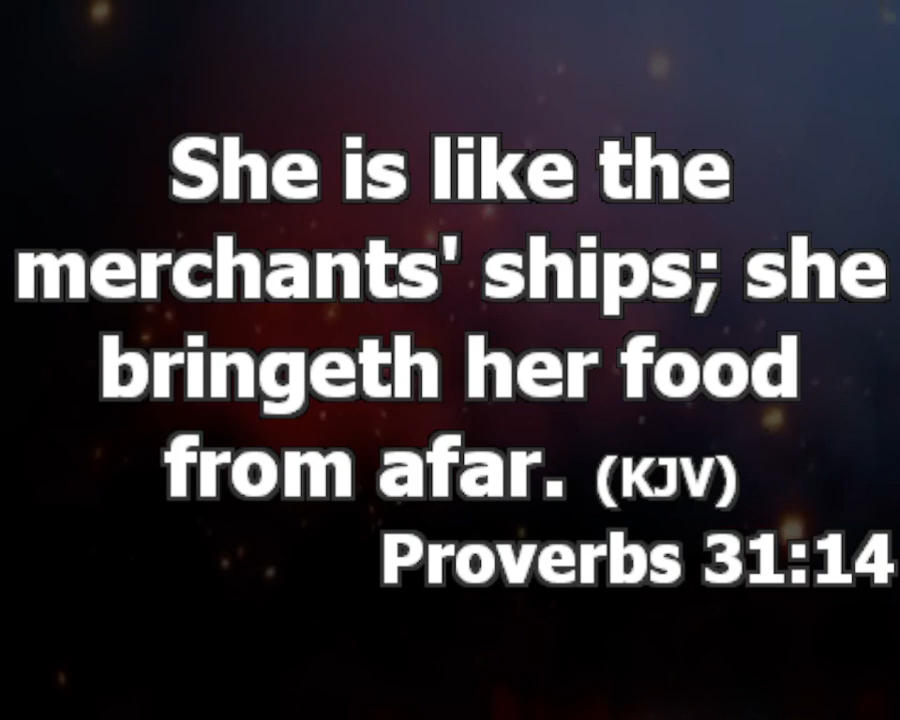 She is like the
merchants' ships; she
bringeth her food
from afar. (KJV)
Proverbs 31:14